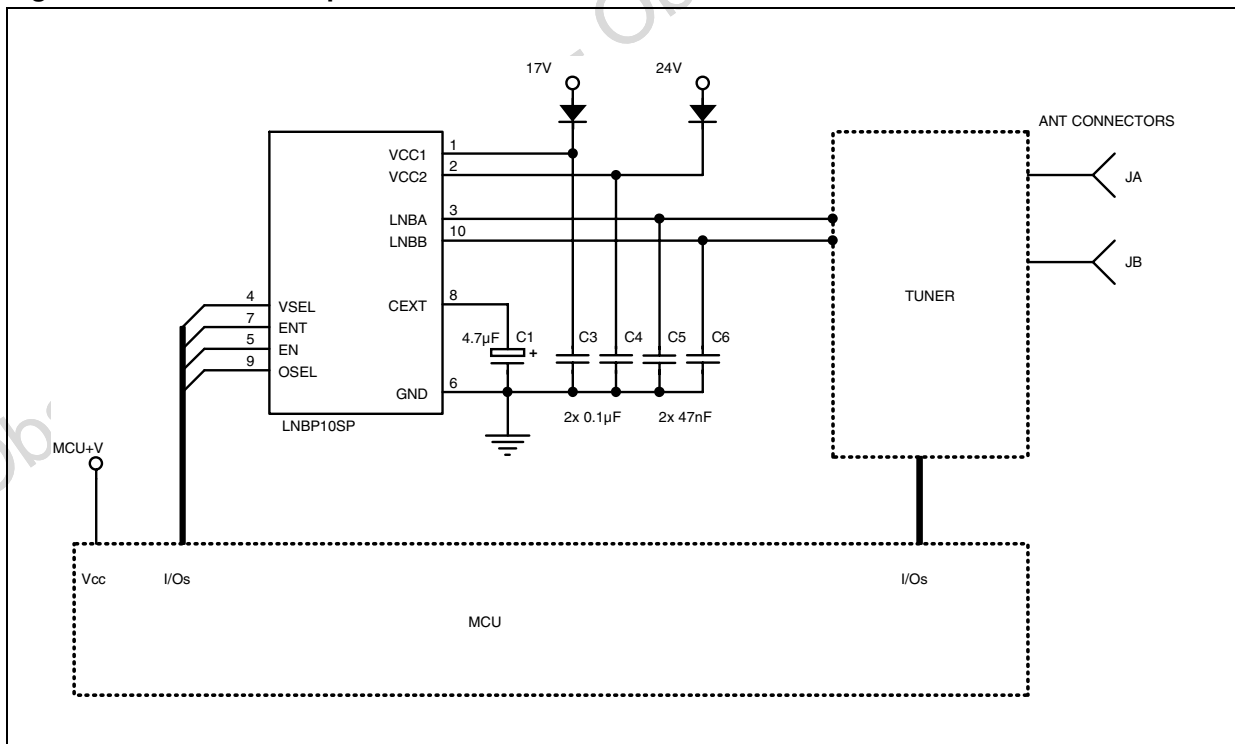 17V
24V
ANT CONNECTORS
VCC1
1
VCC2
2
LNBA
3
LNBB
10
JA
JB
TUNER
4
VSEL
7
ENT
5
EN
9
OSEL
CEXT
8
4.7µF
C1
+
C3
C4
C5
C6
GND
6
2x 0.1µF
2x 47nF
LNBP10SP
MCU+V
Vcc
I/Os
I/Os
MCU